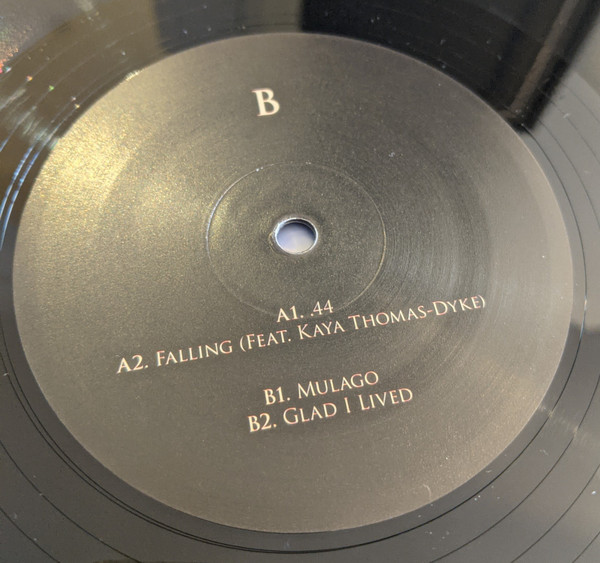 B
A1. .44
A2. Falling (Feat. Kaya Thomas-Dyke)
B1. Mulago
B2. Glad I Lived